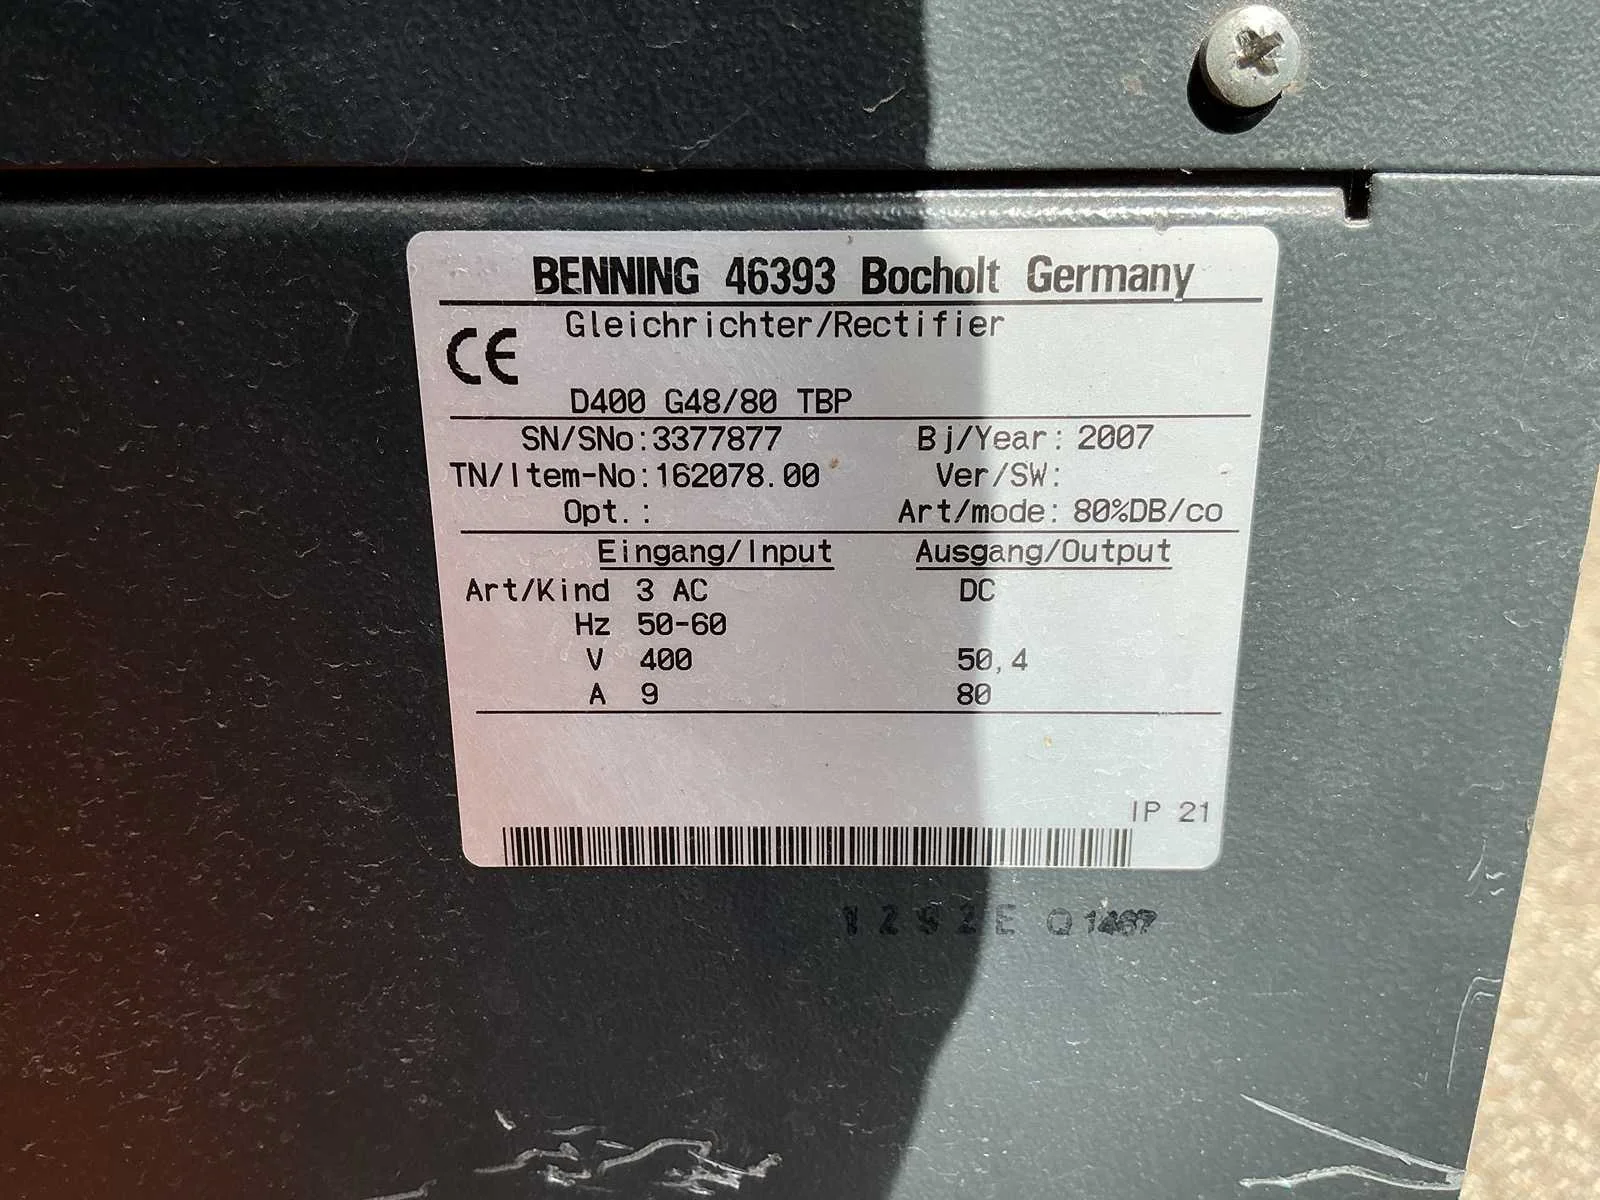 BENNING 46393 Bocholt Germany
CE
Gleichrichter/Rectifier
D400 G48/80 TBP
SN/SNo:3377877 Bj/Year: 2007
TN/Item-No:162078.00 Ver/SW:
Opt.: Art/mode: 80%DB/co
Eingang/Input Ausgang/Output
Art/Kind 3 AC DC
Hz 50-60
V 400 50,4
A 9 80
IP 21